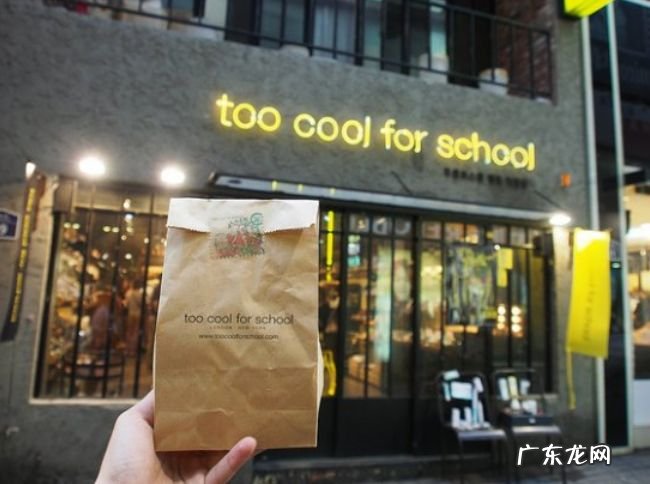 too cool for school
too cool for school
LONDON NEW YORK
www.toocoolforschool.com
广东龙网